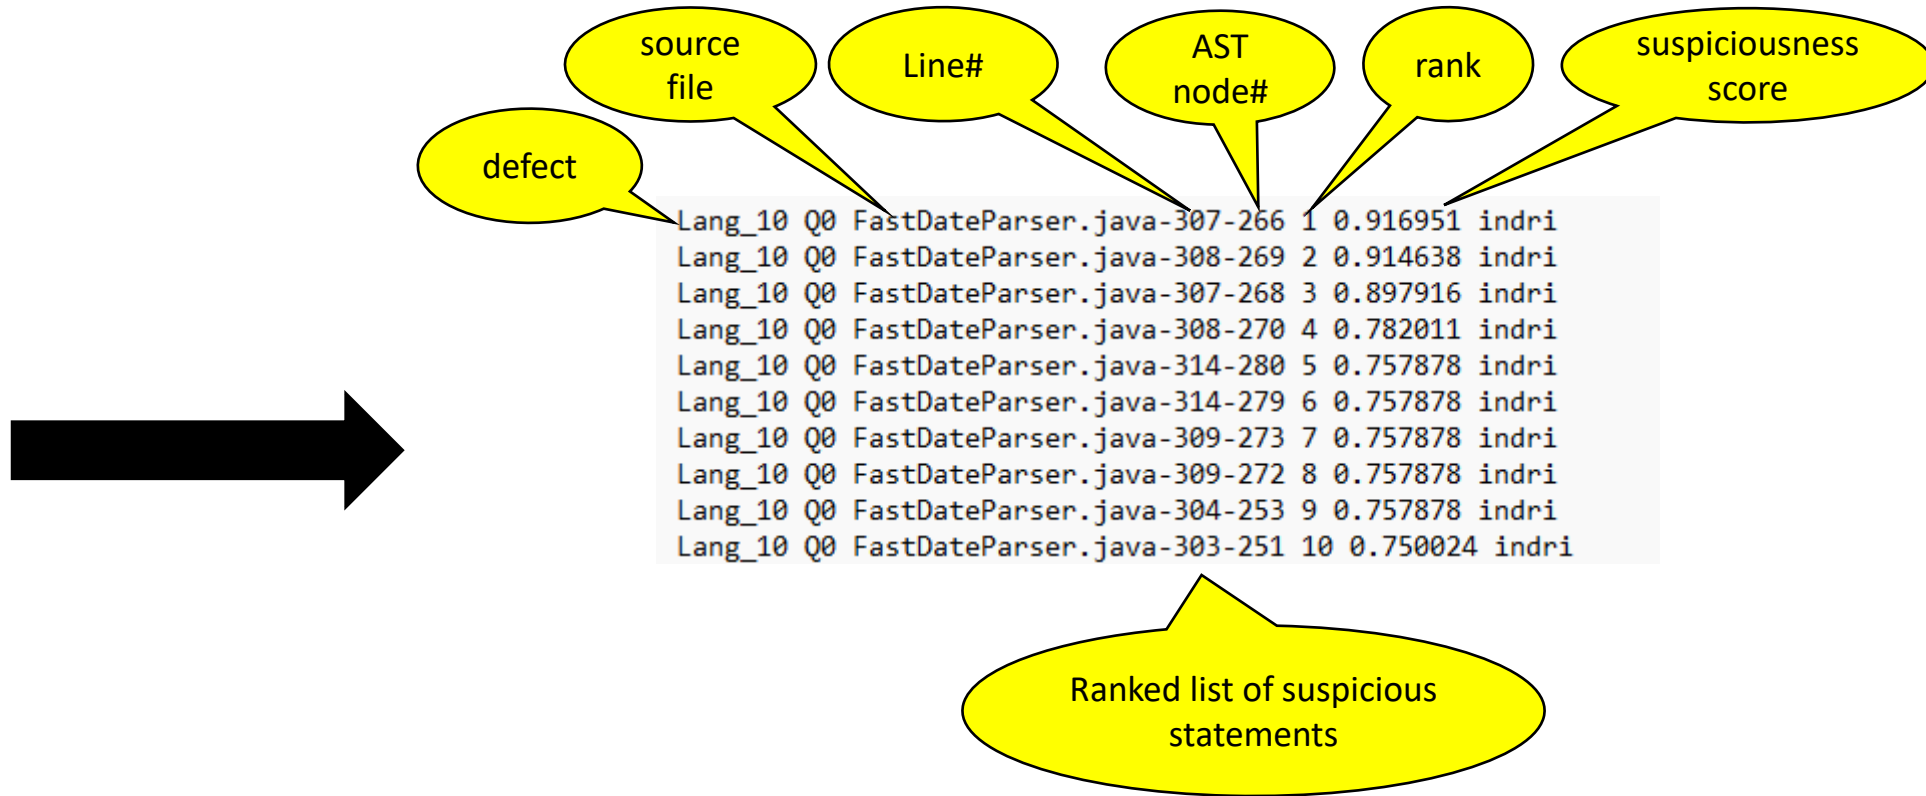 source
file
Line#
AST
node#
rank
suspiciousness
score
defect
Lang_10 Q0 FastDateParser.java-307-266 1 0.916951 indri
Lang_10 Q0 FastDateParser.java-308-269 2 0.914638 indri
Lang_10 Q0 FastDateParser.java-307-268 3 0.897916 indri
Lang_10 Q0 FastDateParser.java-308-270 4 0.782011 indri
Lang_10 Q0 FastDateParser.java-314-280 5 0.757878 indri
Lang_10 Q0 FastDateParser.java-314-279 6 0.757878 indri
Lang_10 Q0 FastDateParser.java-309-273 7 0.757878 indri
Lang_10 Q0 FastDateParser.java-309-272 8 0.757878 indri
Lang_10 Q0 FastDateParser.java-304-253 9 0.757878 indri
Lang_10 Q0 FastDateParser.java-303-251 10 0.750024 indri
Ranked list of suspicious
statements